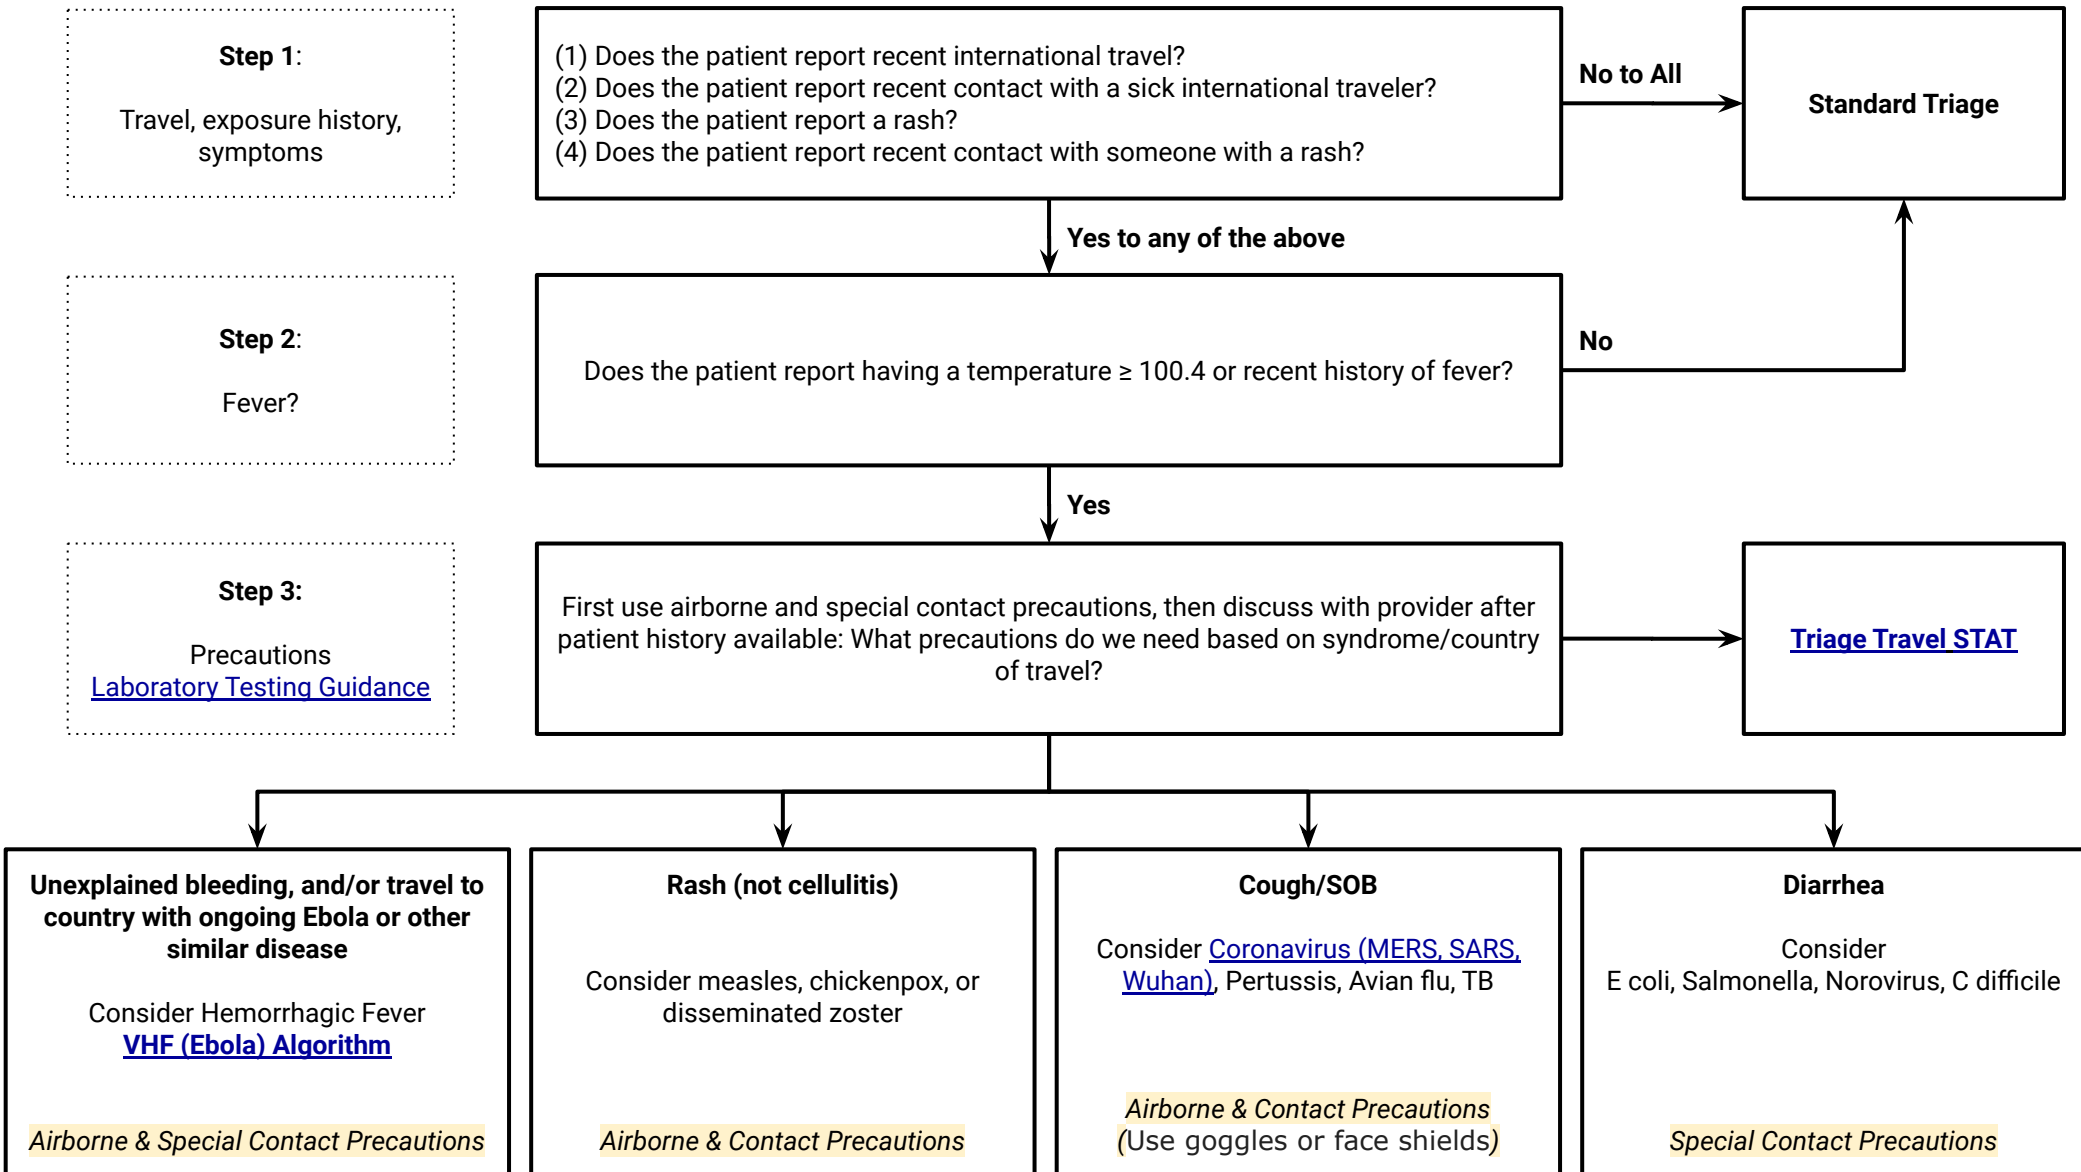 Step 1:
Travel, exposure history,
symptoms
(1) Does the patient report recent international travel?
(2) Does the patient report recent contact with a sick international traveler?
(3) Does the patient report a rash?
(4) Does the patient report recent contact with someone with a rash?
No to All
Standard Triage
Yes to any of the above
Step 2:
Fever?
Does the patient report having a temperature ≥ 100.4 or recent history of fever?
No
Yes
Step 3:
Precautions
Laboratory Testing Guidance
First use airborne and special contact precautions, then discuss with provider after
patient history available: What precautions do we need based on syndrome/country
of travel?
Triage Travel STAT
Unexplained bleeding, and/or travel to
country with ongoing Ebola or other
similar disease
Consider Hemorrhagic Fever
VHF (Ebola) Algorithm
Airborne & Special Contact Precautions
Rash (not cellulitis)
Consider measles, chickenpox, or
disseminated zoster
Airborne & Contact Precautions
Cough/SOB
Consider Coronavirus (MERS, SARS,
Wuhan), Pertussis, Avian flu, TB
Airborne & Contact Precautions
(Use goggles or face shields)
Diarrhea
Consider
E coli, Salmonella, Norovirus, C difficile
Special Contact Precautions